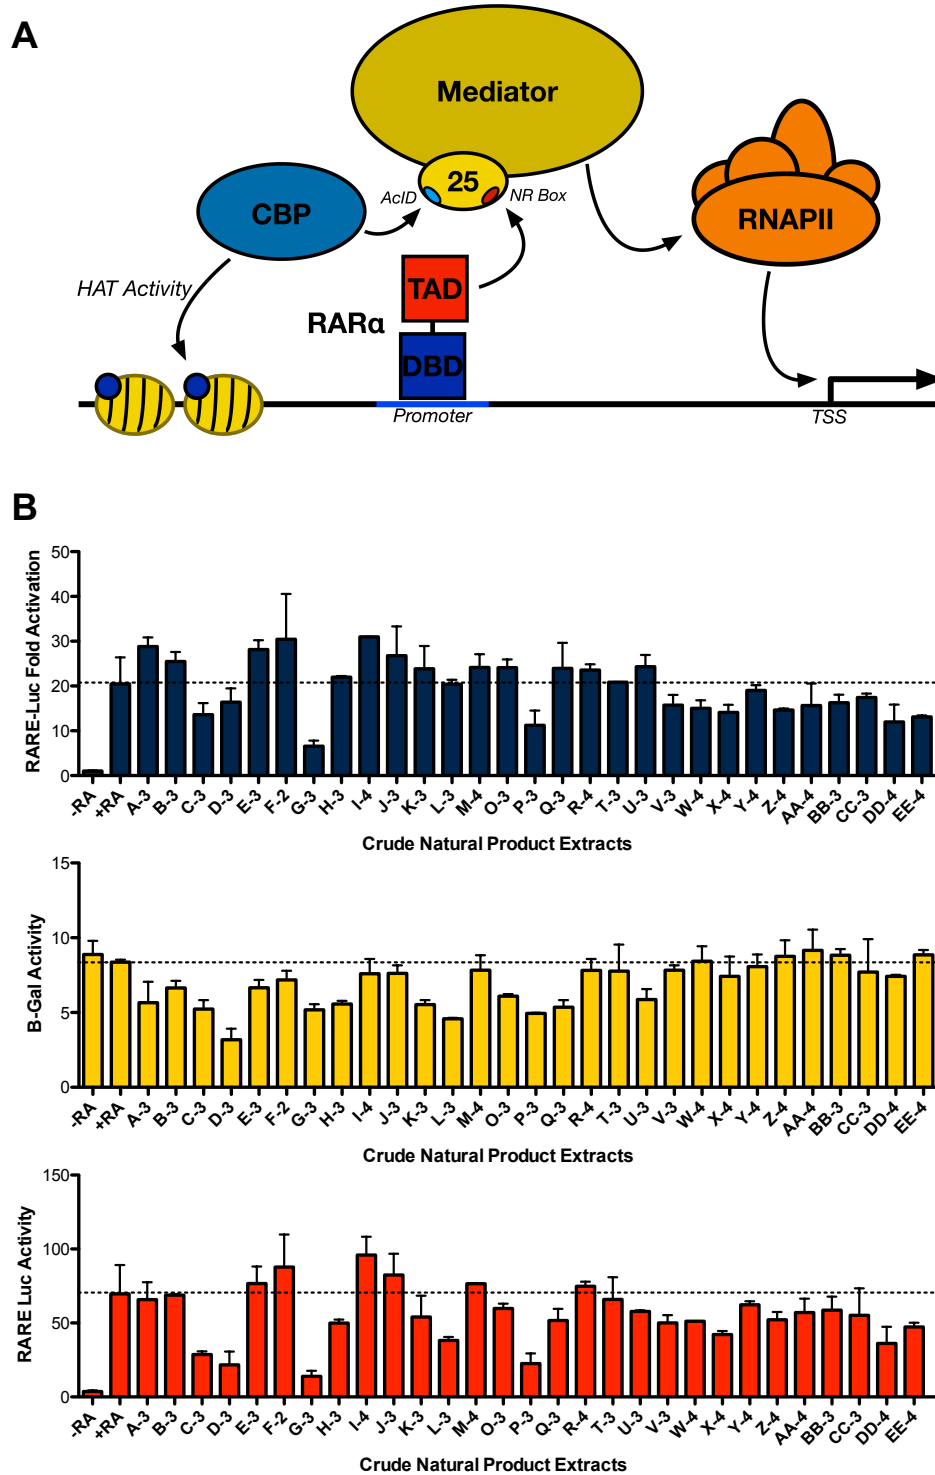 A
Mediator
25
AcID
NR Box
CBP
RNAPII
HAT Activity
TAD
RARα
DBD
Promoter
TSS
B
RARE-Luc Fold Activation
50
40
30
20
10
0
-RA +RA A-3 B-3 C-3 D-3 E-3 F-2 G-3 H-3 I-4 J-3 K-3 L-3 M-4 O-3 P-3 Q-3 R-4 T-3 U-3 V-3 W-4 X-4 Y-4 Z-4 AA-4 BB-3 CC-3 DD-4 EE-4
Crude Natural Product Extracts
B-Gal Activity
15
10
5
0
-RA +RA A-3 B-3 C-3 D-3 E-3 F-2 G-3 H-3 I-4 J-3 K-3 L-3 M-4 O-3 P-3 Q-3 R-4 T-3 U-3 V-3 W-4 X-4 Y-4 Z-4 AA-4 BB-3 CC-3 DD-4 EE-4
Crude Natural Product Extracts
RARE Luc Activity
150
100
50
0
-RA +RA A-3 B-3 C-3 D-3 E-3 F-2 G-3 H-3 I-4 J-3 K-3 L-3 M-4 O-3 P-3 Q-3 R-4 T-3 U-3 V-3 W-4 X-4 Y-4 Z-4 AA-4 BB-3 CC-3 DD-4 EE-4
Crude Natural Product Extracts